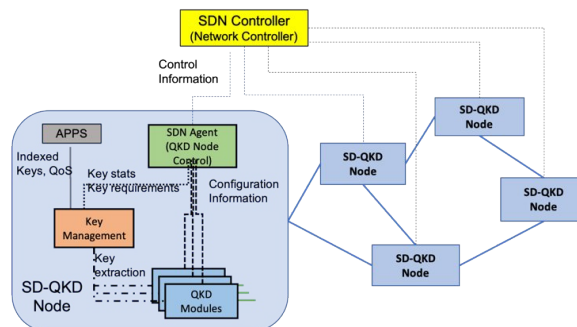 SDN Controller
(Network Controller)
Control
Information
APPS
SDN Agent
(QKD Node
Control)
Indexed
Keys, QoS
Key stats
Key requirements
Configuration
Information
Key
Management
Key
extraction
SD-QKD
Node
QKD
Modules
SD-QKD
Node
SD-QKD
Node
SD-QKD
Node
SD-QKD
Node